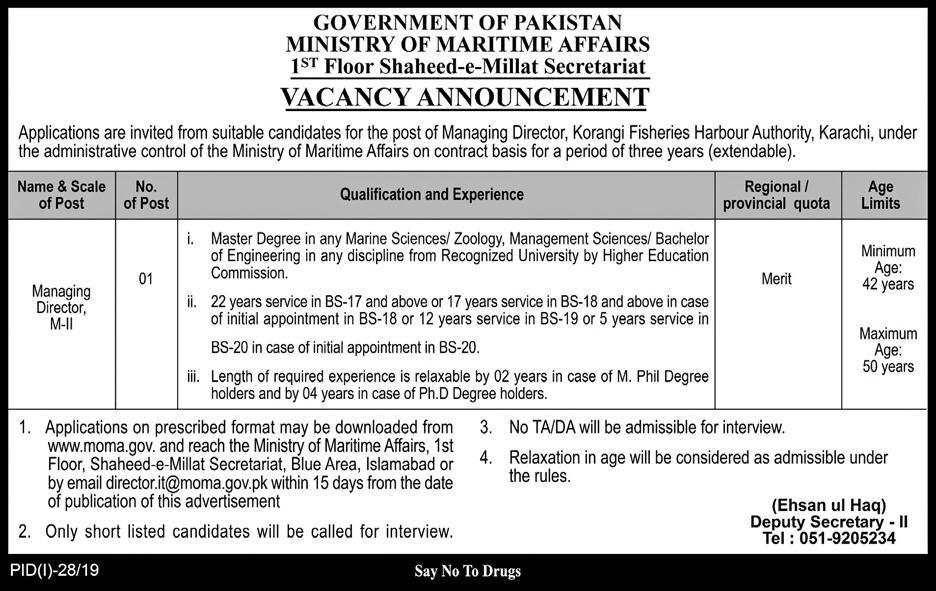 GOVERNMENT OF PAKISTAN
MINISTRY OF MARITIME AFFAIRS
1ST Floor Shaheed-e-Millat Secretariat
VACANCY ANNOUNCEMENT
Applications are invited from suitable candidates for the post of Managing Director, Korangi Fisheries Harbour Authority, Karachi, under
the administrative control of the Ministry of Maritime Affairs on contract basis for a period of three years (extendable).
Name & Scale
of Post
No.
of Post
Qualification and Experience
Regional /
provincial quota
Age
Limits
Managing
Director,
M-II
01
i. Master Degree in any Marine Sciences/ Zoology, Management Sciences/ Bachelor
of Engineering in any discipline from Recognized University by Higher Education
Commission.
ii. 22 years service in BS-17 and above or 17 years service in BS-18 and above in case
of initial appointment in BS-18 or 12 years service in BS-19 or 5 years service in
BS-20 in case of initial appointment in BS-20.
iii. Length of required experience is relaxable by 02 years in case of M. Phil Degree
holders and by 04 years in case of Ph.D Degree holders.
Merit
Minimum
Age:
42 years
Maximum
Age:
50 years
1. Applications on prescribed format may be downloaded from
www.moma.gov. and reach the Ministry of Maritime Affairs, 1st
Floor, Shaheed-e-Millat Secretariat, Blue Area, Islamabad or
by email director.it@moma.gov.pk within 15 days from the date
of publication of this advertisement
2. Only short listed candidates will be called for interview.
3. No TA/DA will be admissible for interview.
4. Relaxation in age will be considered as admissible under
the rules.
(Ehsan ul Haq)
Deputy Secretary - II
Tel : 051-9205234
PID(I)-28/19
Say No To Drugs